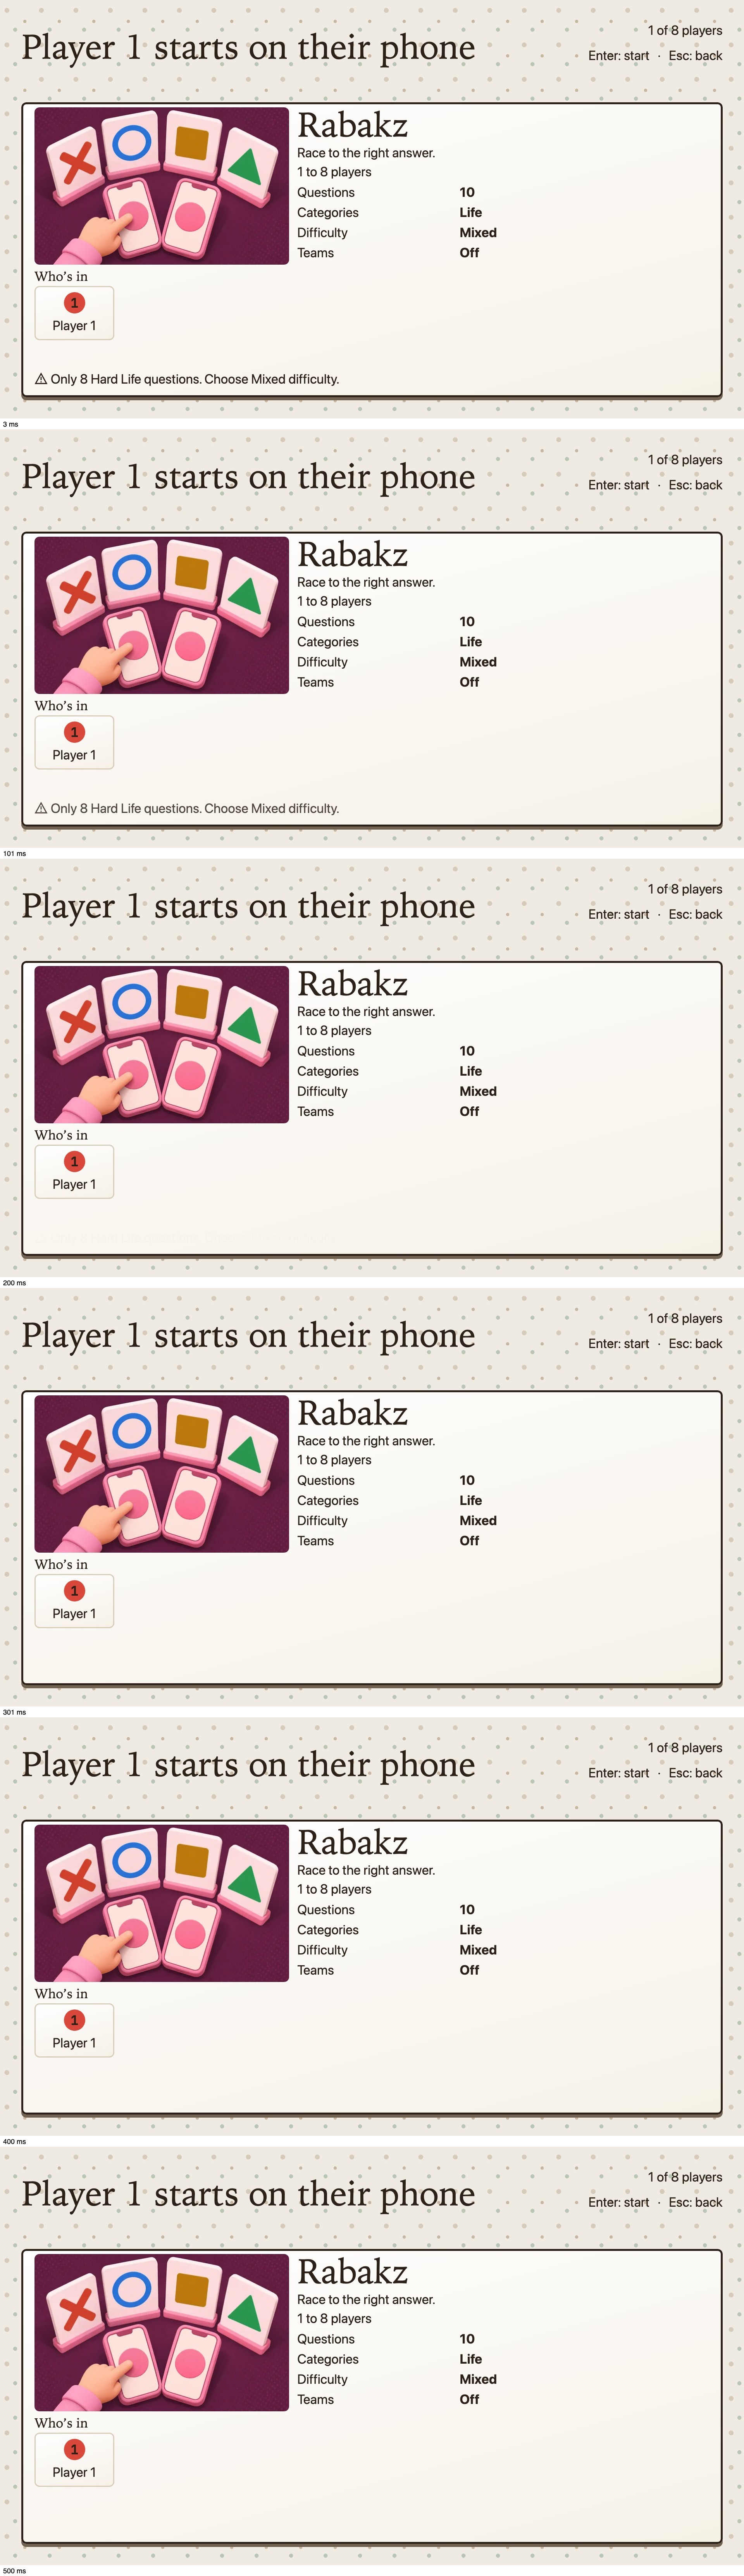 Player 1 starts on their phone
1 of 8 players
Enter: start · Esc: back
Rabakz
Race to the right answer.
1 to 8 players
Questions 10
Categories Life
Difficulty Mixed
Teams Off
Who's in
1
Player 1
⚠ Only 8 Hard Life questions. Choose Mixed difficulty.
3 ms
Player 1 starts on their phone
1 of 8 players
Enter: start · Esc: back
Rabakz
Race to the right answer.
1 to 8 players
Questions 10
Categories Life
Difficulty Mixed
Teams Off
Who's in
1
Player 1
⚠ Only 8 Hard Life questions. Choose Mixed difficulty.
101 ms
Player 1 starts on their phone
1 of 8 players
Enter: start · Esc: back
Rabakz
Race to the right answer.
1 to 8 players
Questions 10
Categories Life
Difficulty Mixed
Teams Off
Who's in
1
Player 1
200 ms
Player 1 starts on their phone
1 of 8 players
Enter: start · Esc: back
Rabakz
Race to the right answer.
1 to 8 players
Questions 10
Categories Life
Difficulty Mixed
Teams Off
Who's in
1
Player 1
301 ms
Player 1 starts on their phone
1 of 8 players
Enter: start · Esc: back
Rabakz
Race to the right answer.
1 to 8 players
Questions 10
Categories Life
Difficulty Mixed
Teams Off
Who's in
1
Player 1
400 ms
Player 1 starts on their phone
1 of 8 players
Enter: start · Esc: back
Rabakz
Race to the right answer.
1 to 8 players
Questions 10
Categories Life
Difficulty Mixed
Teams Off
Who's in
1
Player 1
500 ms